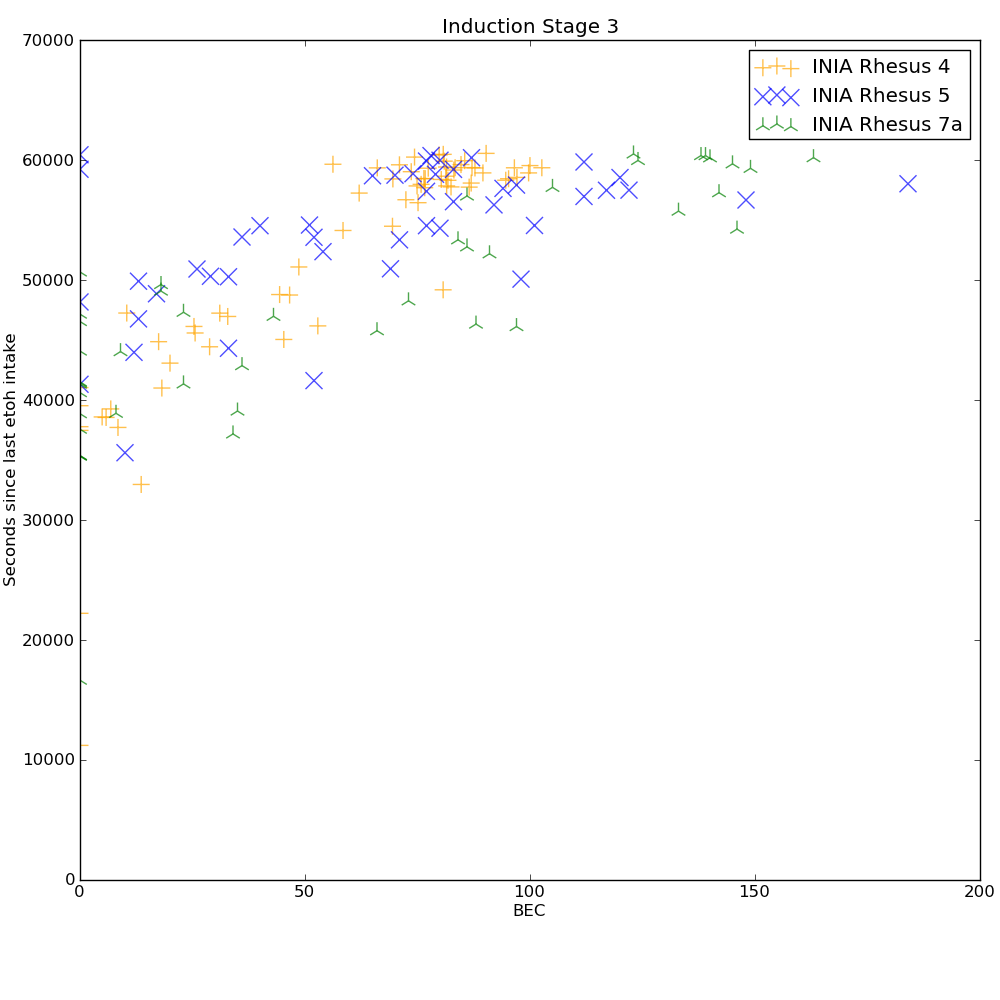 Induction Stage 3
70000
60000
50000
40000
30000
20000
10000
0
Seconds since last etoh intake
INIA Rhesus 4
INIA Rhesus 5
INIA Rhesus 7a
0 50 100 150 200
BEC